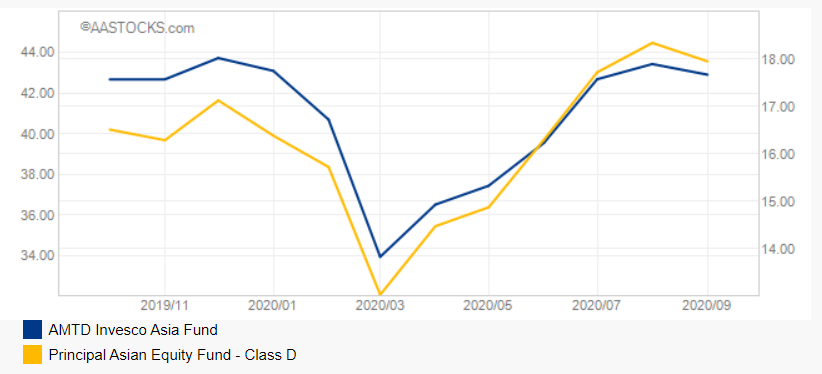 ©AASTOCKS.com
44.00
42.00
40.00
38.00
36.00
34.00
18.00
17.00
16.00
15.00
14.00
2019/11 2020/01 2020/03 2020/05 2020/07 2020/09
AMTD Invesco Asia Fund
Principal Asian Equity Fund - Class D